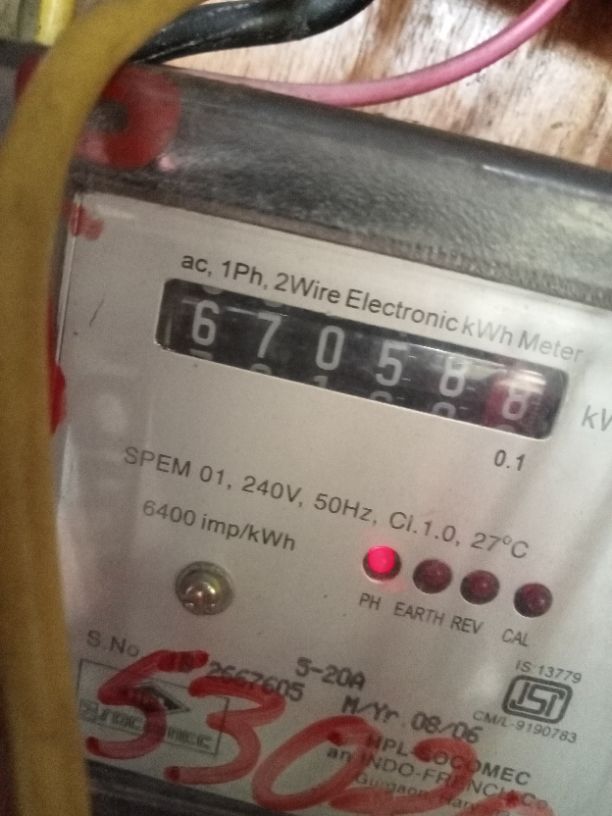 ac, 1Ph, 2Wire Electronic kWh Meter
6 7 0 5 8 8
0.1
SPEM 01, 240V, 50Hz, Cl.1.0, 27°C
6400 imp/kWh
PH EARTH REV CAL
S.No 2667605
5-20A
M/Yr. 08/06
IS:13779
CM/L-9190783
HPL-SOCOMEC
an INDO-FRENCH Co.
Gurgaon,
5302